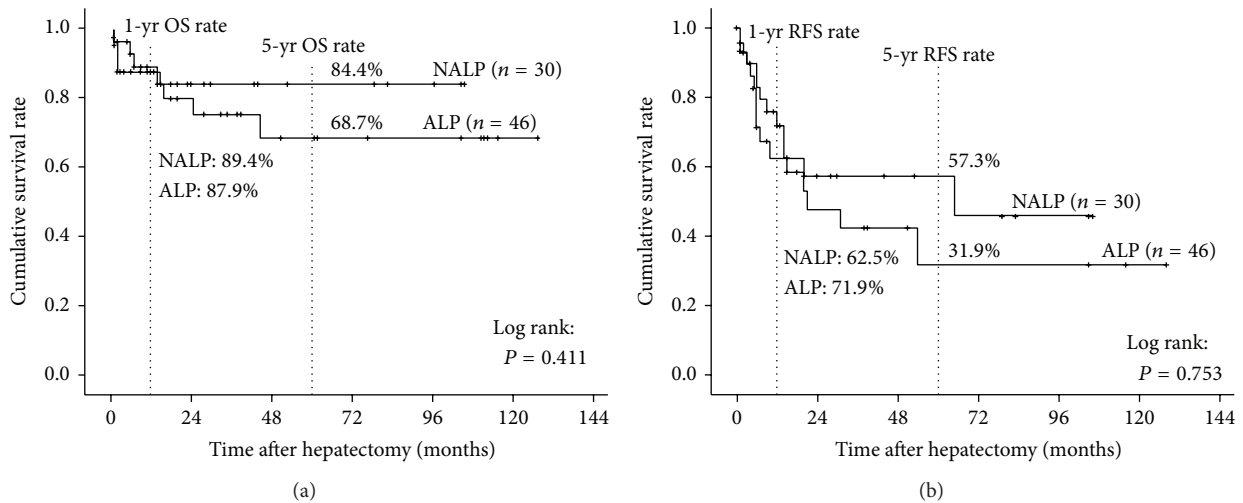 1-yr OS rate
5-yr OS rate
84.4%
NALP (n = 30)
68.7%
ALP (n = 46)
NALP: 89.4%
ALP: 87.9%
Log rank:
P = 0.411
Cumulative survival rate
1.0
0.8
0.6
0.4
0.2
0.0
0 24 48 72 96 120 144
Time after hepatectomy (months)
(a)
1-yr RFS rate
5-yr RFS rate
57.3%
NALP (n = 30)
31.9%
ALP (n = 46)
NALP: 62.5%
ALP: 71.9%
Log rank:
P = 0.753
Cumulative survival rate
1.0
0.8
0.6
0.4
0.2
0.0
0 24 48 72 96 120 144
Time after hepatectomy (months)
(b)